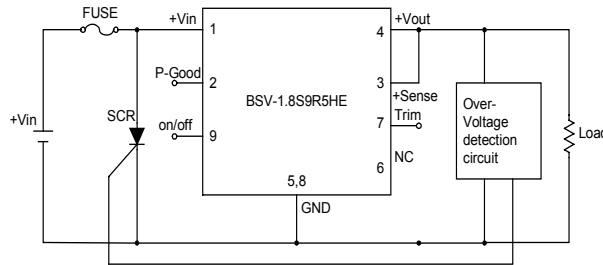 FUSE
+Vin
1
4
+Vout
P-Good
2
BSV-1.8S9R5HE
3
+Sense
Trim
+Vin
SCR
on/off
9
7
NC
6
5,8
GND
Over-
Voltage
detection
circuit
Load